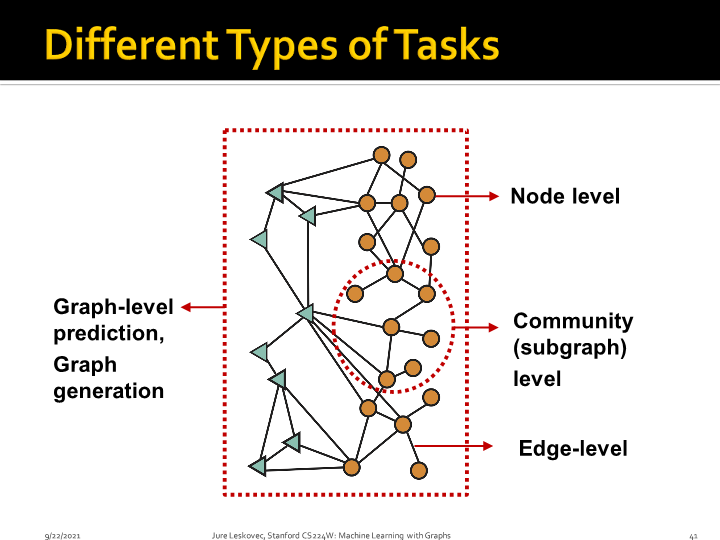 Different Types of Tasks
Node level
Graph-level
prediction,
Graph
generation
Community
(subgraph)
level
Edge-level
9/22/2021
Jure Leskovec, Stanford CS224W: Machine Learning with Graphs
41